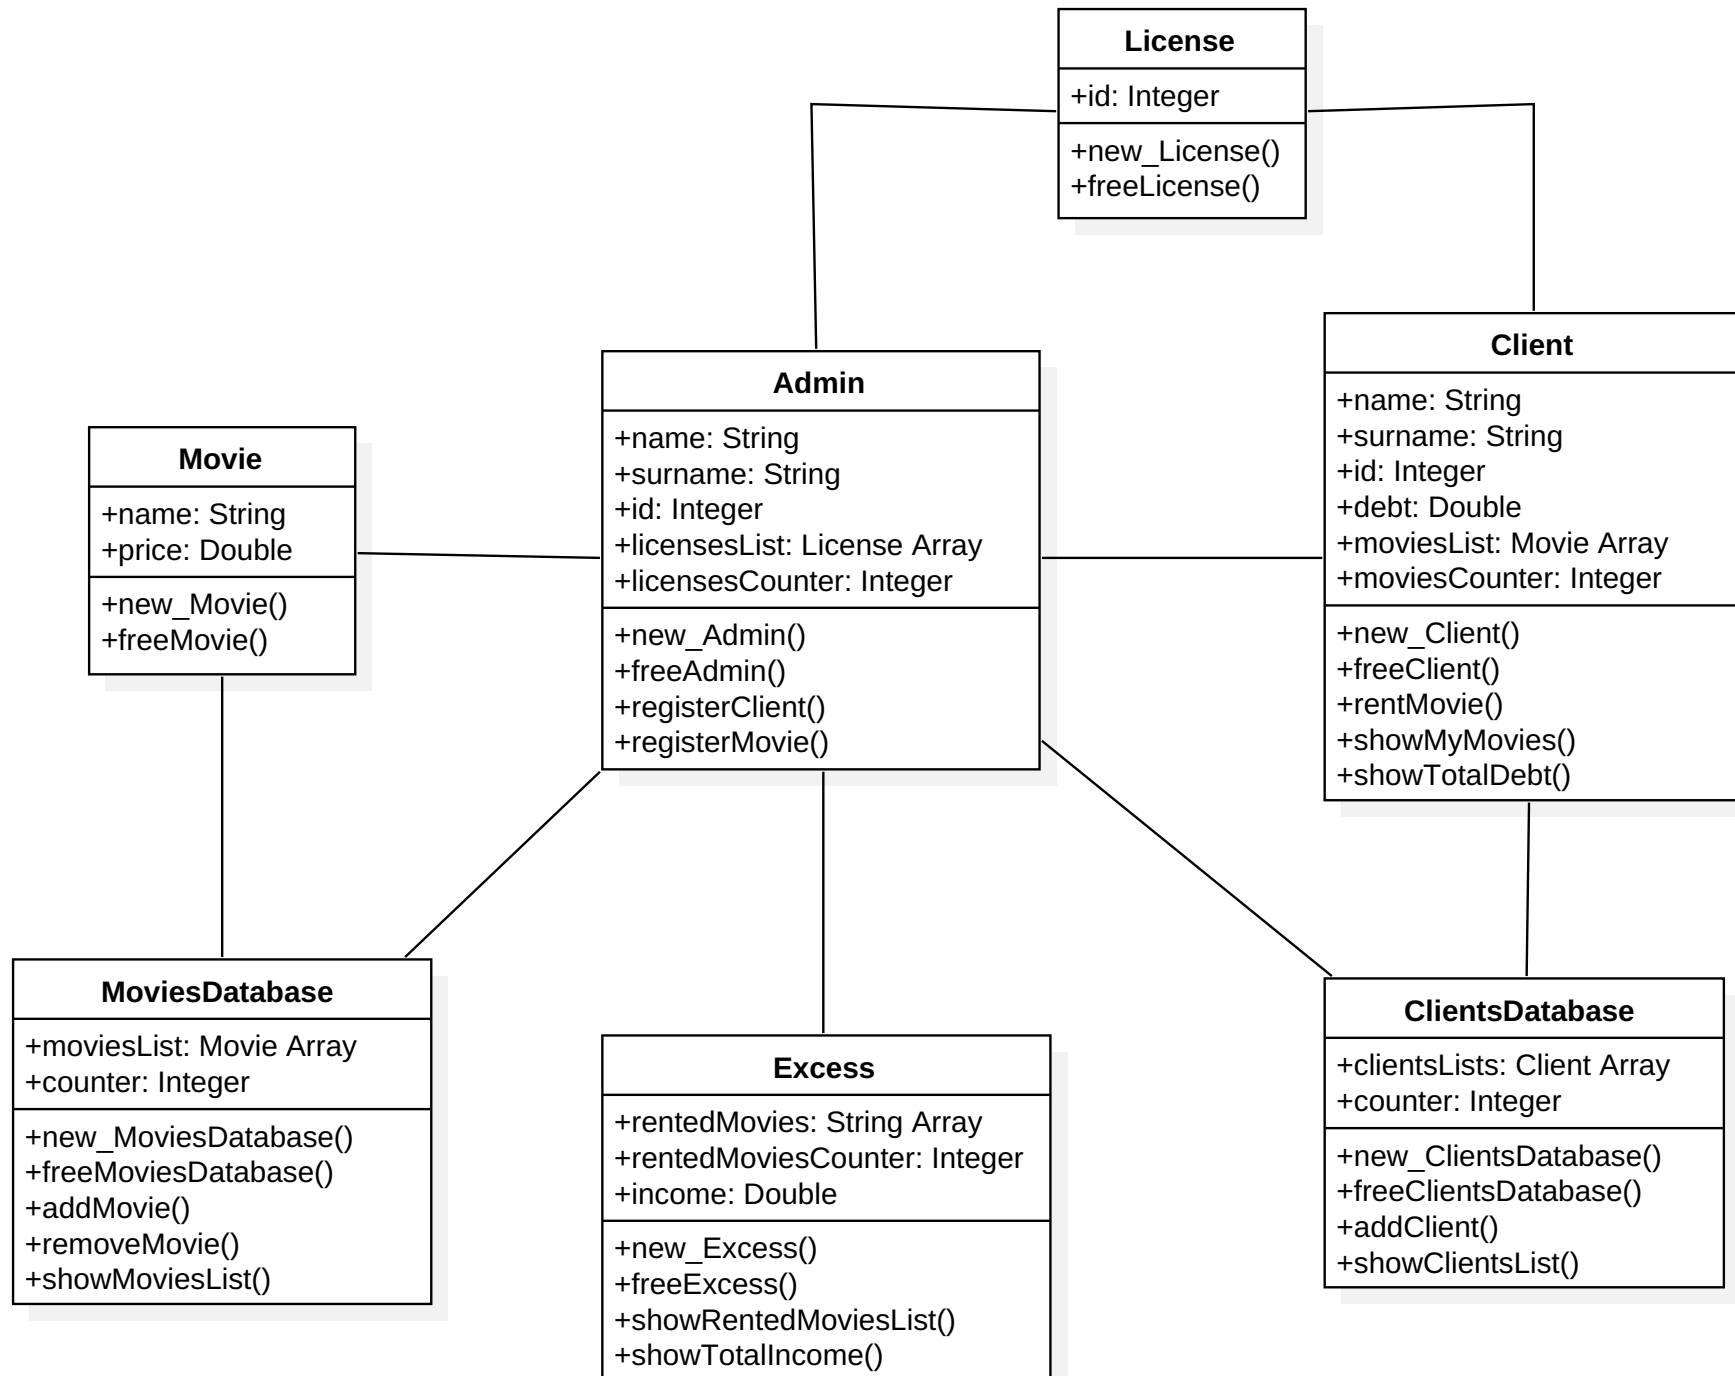 License
+id: Integer
+new_License()
+freeLicense()
Client
+name: String
+surname: String
+id: Integer
+debt: Double
+moviesList: Movie Array
+moviesCounter: Integer
+new_Client()
+freeClient()
+rentMovie()
+showMyMovies()
+showTotalDebt()
Admin
+name: String
+surname: String
+id: Integer
+licensesList: License Array
+licensesCounter: Integer
+new_Admin()
+freeAdmin()
+registerClient()
+registerMovie()
Movie
+name: String
+price: Double
+new_Movie()
+freeMovie()
MoviesDatabase
+moviesList: Movie Array
+counter: Integer
+new_MoviesDatabase()
+freeMoviesDatabase()
+addMovie()
+removeMovie()
+showMoviesList()
Excess
+rentedMovies: String Array
+rentedMoviesCounter: Integer
+income: Double
+new_Excess()
+freeExcess()
+showRentedMoviesList()
+showTotalIncome()
ClientsDatabase
+clientsLists: Client Array
+counter: Integer
+new_ClientsDatabase()
+freeClientsDatabase()
+addClient()
+showClientsList()